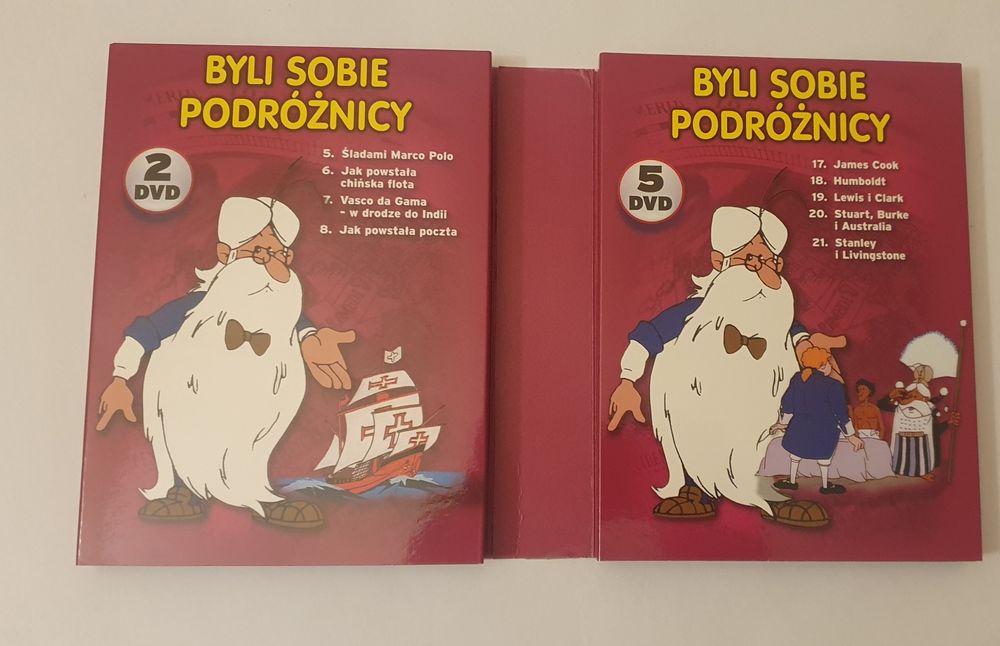 BYLI SOBIE
PODRÓŻNICY
2
DVD
5. Śladami Marco Polo
6. Jak powstała
chińska flota
7. Vasco da Gama
- w drodze do Indii
8. Jak powstała poczta
BYLI SOBIE
PODRÓŻNICY
5
DVD
17. James Cook
18. Humboldt
19. Lewis i Clark
20. Stuart, Burke
i Australia
21. Stanley
i Livingstone